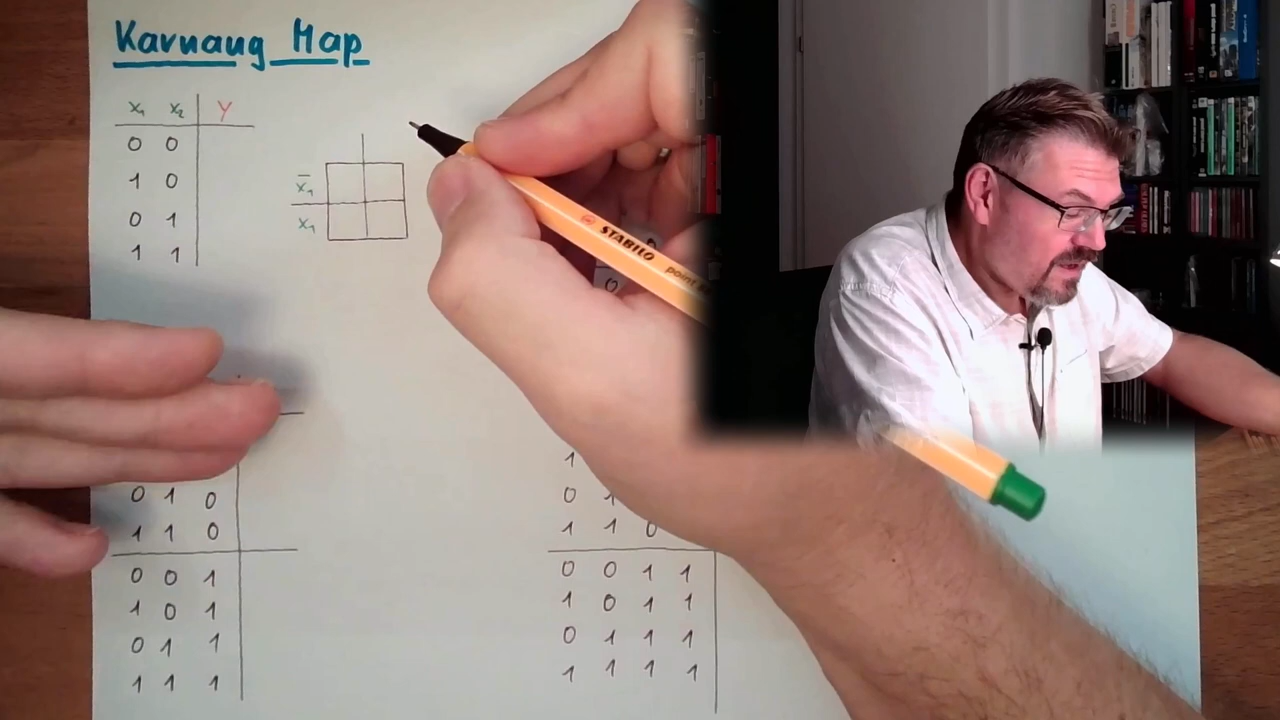 Karnaug Map
x₁ x₂ Y
0 0
1 0
0 1
1 1
x̅₁
x₁
STABILO point
0 1 0
1 1 0
0 0 1
1 0 1
0 1 1
1 1 1
1
0 1
1 1 0
0 0 1 1
1 0 1 1
0 1 1 1
1 1 1 1